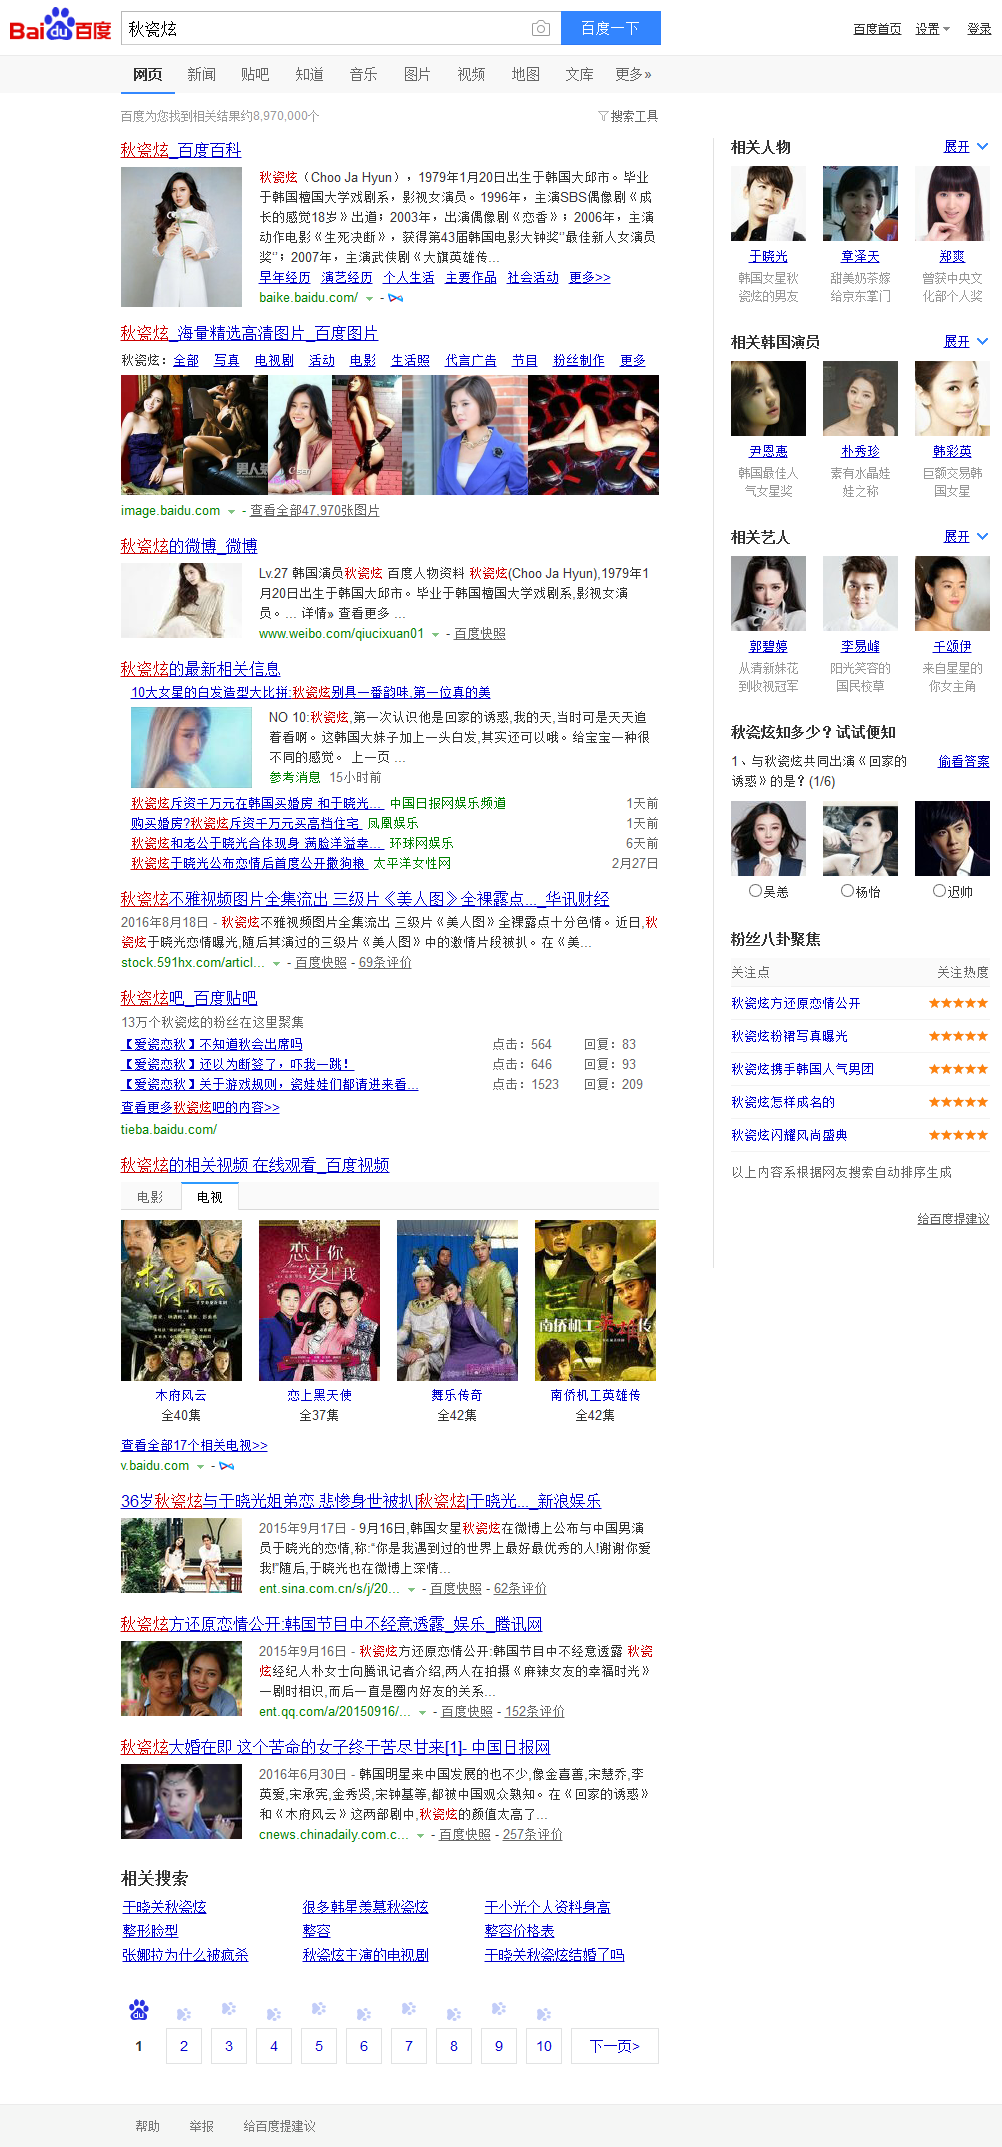 Bai du 百度
秋瓷炫
百度一下
百度首页 设置 登录
网页 新闻 贴吧 知道 音乐 图片 视频 地图 文库 更多»
百度为您找到相关结果约8,970,000个
搜索工具
秋瓷炫_百度百科
秋瓷炫（Choo Ja Hyun），1979年1月20日出生于韩国大邱市。毕业
于韩国檀国大学戏剧系，影视女演员。1996年，主演SBS偶像剧《成
长的感觉18岁》出道；2003年，出演偶像剧《恋香》；2006年，主演
动作电影《生死决断》，获得第43届韩国电影大钟奖“最佳新人女演员
奖”；2007年，主演武侠剧《大旗英雄传...
早年经历 演艺经历 个人生活 主要作品 社会活动 更多>>
baike.baidu.com/ -
秋瓷炫_海量精选高清图片_百度图片
秋瓷炫：全部 写真 电视剧 活动 电影 生活照 代言广告 节目 粉丝制作 更多
image.baidu.com - 查看全部47,970张图片
秋瓷炫的微博_微博
Lv.27 韩国演员秋瓷炫 百度人物资料 秋瓷炫(Choo Ja Hyun),1979年1
月20日出生于韩国大邱市。毕业于韩国檀国大学戏剧系,影视女演
员。... 详情» 查看更多 ...
www.weibo.com/qiucixuan01 - 百度快照
秋瓷炫的最新相关信息
10大女星的白发造型大比拼:秋瓷炫别具一番韵味,第一位真的美
NO 10:秋瓷炫,第一次认识他是回家的诱惑,我的天,当时可是天天追
着看啊。这韩国大妹子加上一头白发,其实还可以哦。给宝宝一种很
不同的感觉。 上一页 ...
参考消息 15小时前
秋瓷炫斥资千万元在韩国买婚房 和于晓光... 中国日报网娱乐频道 1天前
购买婚房?秋瓷炫斥资千万元买高档住宅 凤凰娱乐 1天前
秋瓷炫和老公于晓光合体现身 满脸洋溢幸... 环球网娱乐 6天前
秋瓷炫于晓光公布恋情后首度公开撒狗粮 太平洋女性网 2月27日
秋瓷炫不雅视频图片全集流出 三级片《美人图》全裸露点..._华讯财经
2016年8月18日 - 秋瓷炫不雅视频图片全集流出 三级片《美人图》全裸露点十分色情。近日,秋
瓷炫于晓光恋情曝光,随后其演过的三级片《美人图》中的激情片段被扒。在《美...
stock.591hx.com/articl... - 百度快照 - 69条评价
秋瓷炫吧_百度贴吧
13万个秋瓷炫的粉丝在这里聚集
【爱瓷恋秋】不知道秋会出席吗 点击：564 回复：83
【爱瓷恋秋】还以为断签了，吓我一跳！ 点击：646 回复：93
【爱瓷恋秋】关于游戏规则，瓷娃娃们都请进来看... 点击：1523 回复：209
查看更多秋瓷炫吧的内容>>
tieba.baidu.com/
秋瓷炫的相关视频 在线观看_百度视频
电影 电视
木府风云
恋上你
爱上我
南侨机工英雄传
木府风云 恋上黑天使 舞乐传奇 南侨机工英雄传
全40集 全37集 全42集 全42集
查看全部17个相关电视>>
v.baidu.com -
36岁秋瓷炫与于晓光姐弟恋 悲惨身世被扒|秋瓷炫|于晓光..._新浪娱乐
2015年9月17日 - 9月16日,韩国女星秋瓷炫在微博上公布与中国男演
员于晓光的恋情,称:“你是我遇到过的世界上最好最优秀的人!谢谢你爱
我!”随后,于晓光也在微博上深情...
ent.sina.com.cn/s/j/20... - 百度快照 - 62条评价
秋瓷炫方还原恋情公开:韩国节目中不经意透露_娱乐_腾讯网
2015年9月16日 - 秋瓷炫方还原恋情公开:韩国节目中不经意透露 秋瓷
炫经纪人朴女士向腾讯记者介绍,两人在拍摄《麻辣女友的幸福时光》
一剧时相识,而后一直是圈内好友的关系...
ent.qq.com/a/20150916/... - 百度快照 - 152条评价
秋瓷炫大婚在即 这个苦命的女子终于苦尽甘来[1]- 中国日报网
2016年6月30日 - 韩国明星来中国发展的也不少,像金喜善,宋慧乔,李
英爱,宋承宪,金秀贤,宋钟基等,都被中国观众熟知。在《回家的诱惑》
和《木府风云》这两部剧中,秋瓷炫的颜值太高了...
cnews.chinadaily.com.c... - 百度快照 - 257条评价
相关搜索
于晓关秋瓷炫 很多韩星羡慕秋瓷炫 于小光个人资料身高
整形脸型 整容 整容价格表
张娜拉为什么被疯杀 秋瓷炫主演的电视剧 于晓关秋瓷炫结婚了吗
1 2 3 4 5 6 7 8 9 10 下一页>
帮助 举报 给百度提建议
相关人物 展开
于晓光 章泽天 郑爽
韩国女星秋 甜美奶茶嫁 曾获中央文
瓷炫的男友 给京东掌门 化部个人奖
相关韩国演员 展开
尹恩惠 朴秀珍 韩彩英
韩国最佳人 素有水晶娃 巨额交易韩
气女星奖 娃之称 国女星
相关艺人 展开
郭碧婷 李易峰 千颂伊
从清新妹花 阳光笑容的 来自星星的
到收视冠军 国民校草 你女主角
秋瓷炫知多少？试试便知
1、与秋瓷炫共同出演《回家的 偷看答案
诱惑》的是？(1/6)
吴恙 杨怡 迟帅
粉丝八卦聚焦
关注点 关注热度
秋瓷炫方还原恋情公开
秋瓷炫粉裙写真曝光
秋瓷炫携手韩国人气男团
秋瓷炫怎样成名的
秋瓷炫闪耀风尚盛典
以上内容系根据网友搜索自动排序生成
给百度提建议